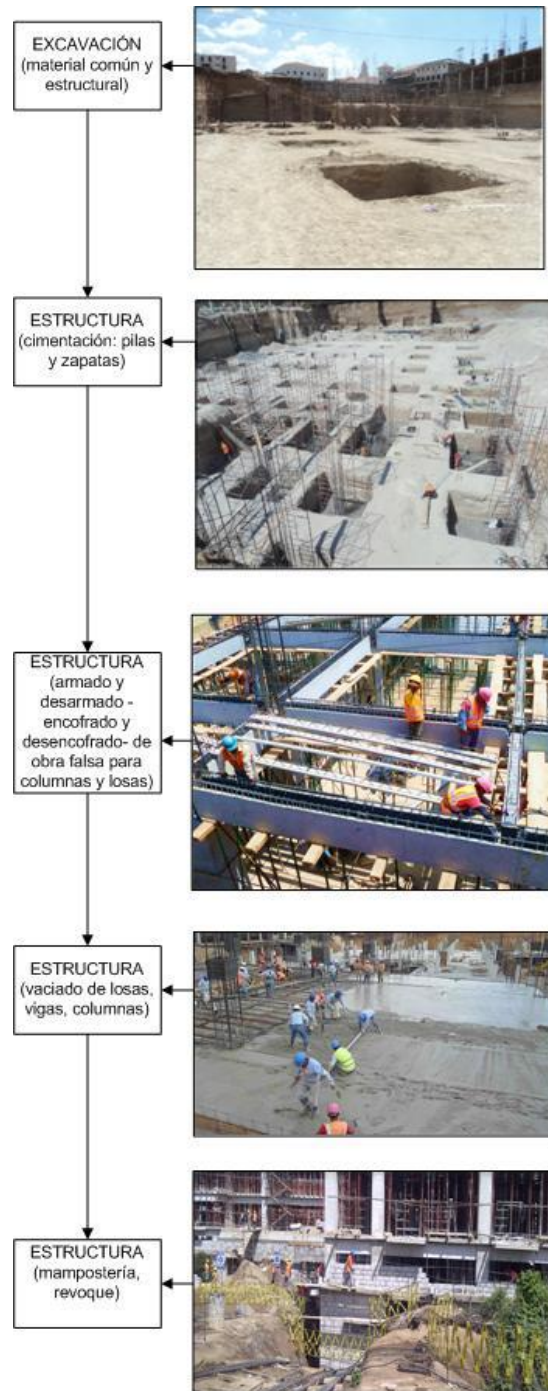 EXCAVACIÓN
(material común y
estructural)
ESTRUCTURA
(cimentación: pilas
y zapatas)
ESTRUCTURA
(armado y
desarmado -
encofrado y
desencofrado- de
obra falsa para
columnas y losas)
ESTRUCTURA
(vaciado de losas,
vigas, columnas)
ESTRUCTURA
(mampostería,
revoque)